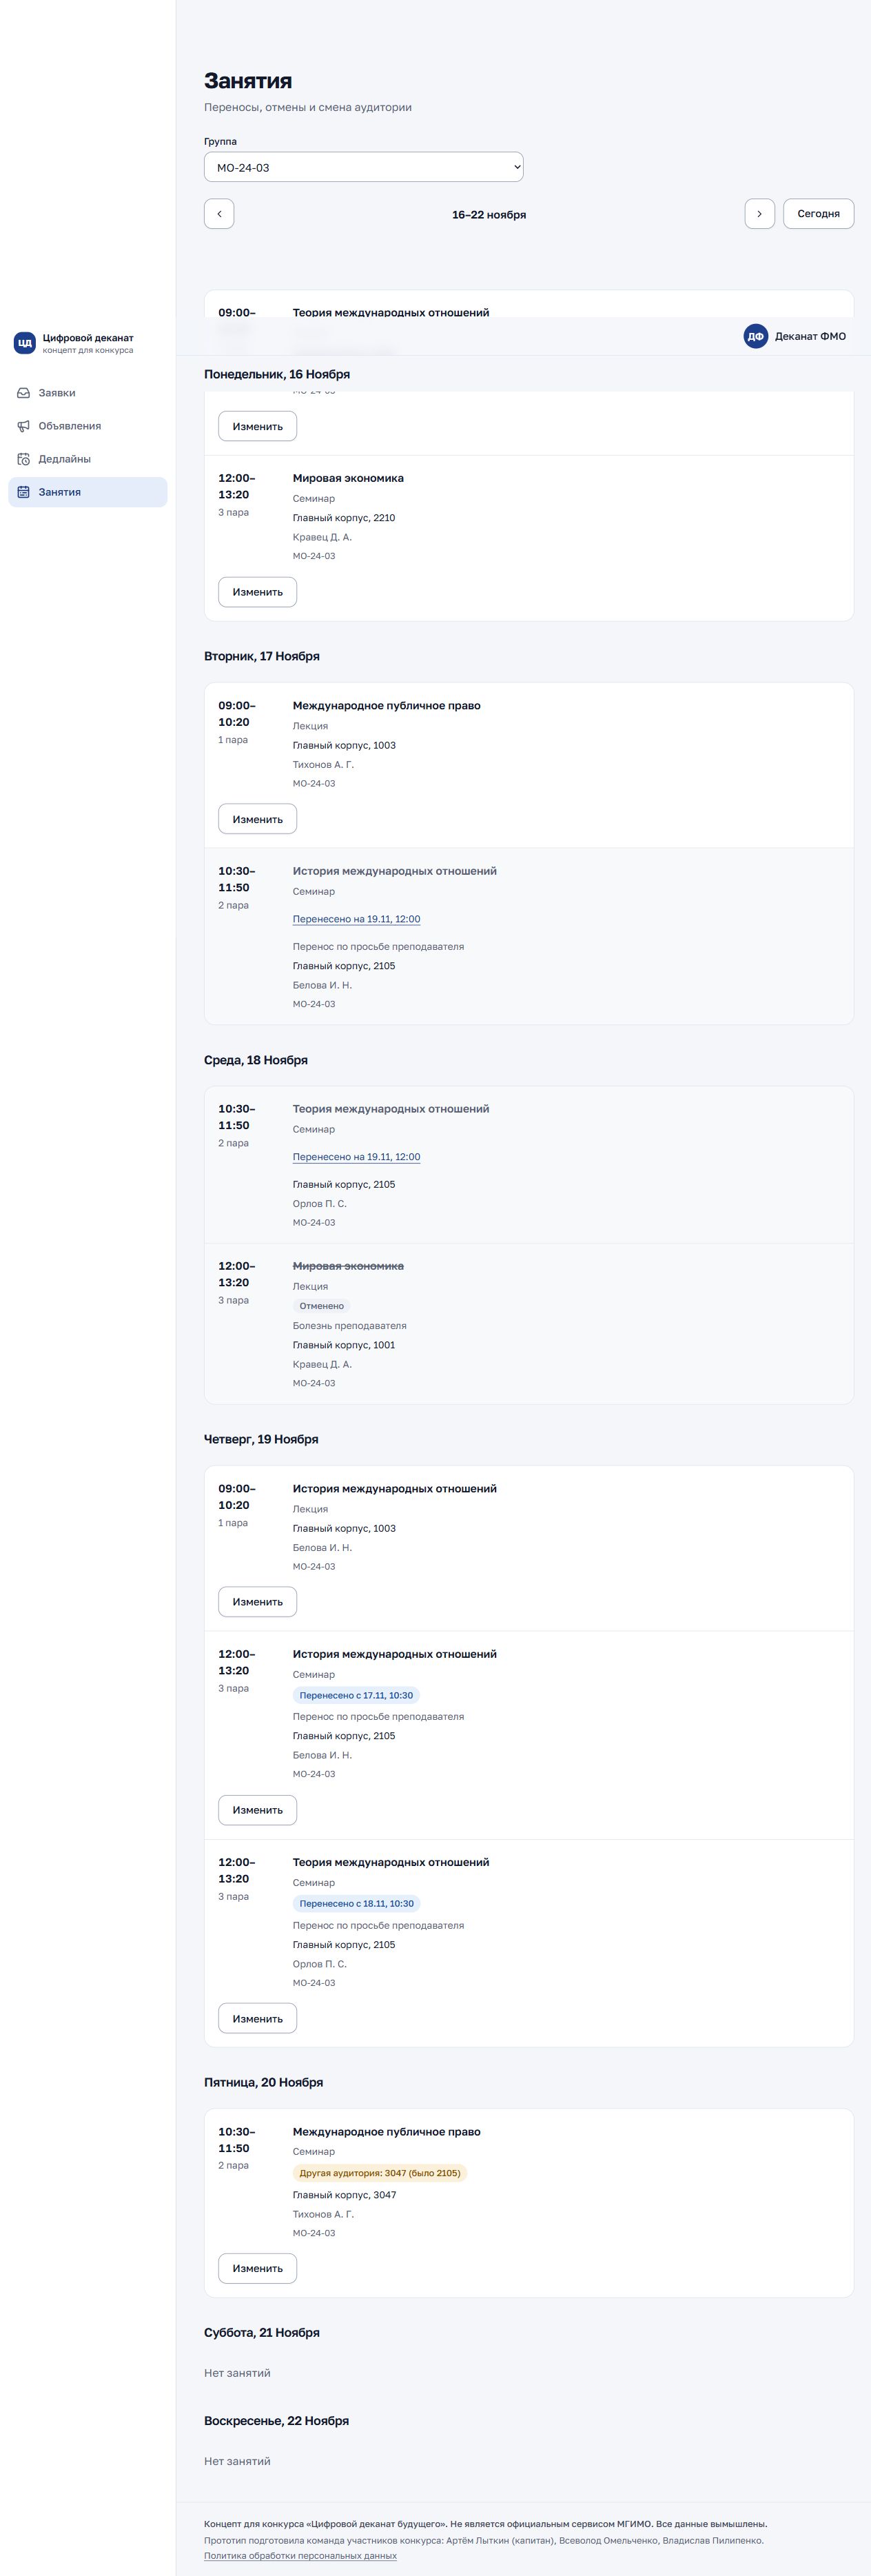 Занятия
Переносы, отмены и смена аудитории
Группа
МО-24-03
16–22 ноября
Сегодня
09:00–
Теория международных отношений
ЦД
Цифровой деканат
концепт для конкурса
ДФ Деканат ФМО
Заявки
Объявления
Дедлайны
Занятия
Понедельник, 16 Ноября
МО-24-03
Изменить
12:00–
13:20
3 пара
Мировая экономика
Семинар
Главный корпус, 2210
Кравец Д. А.
МО-24-03
Изменить
Вторник, 17 Ноября
09:00–
10:20
1 пара
Международное публичное право
Лекция
Главный корпус, 1003
Тихонов А. Г.
МО-24-03
Изменить
10:30–
11:50
2 пара
История международных отношений
Семинар
Перенесено на 19.11, 12:00
Перенос по просьбе преподавателя
Главный корпус, 2105
Белова И. Н.
МО-24-03
Среда, 18 Ноября
10:30–
11:50
2 пара
Теория международных отношений
Семинар
Перенесено на 19.11, 12:00
Главный корпус, 2105
Орлов П. С.
МО-24-03
12:00–
13:20
3 пара
Мировая экономика
Лекция
Отменено
Болезнь преподавателя
Главный корпус, 1001
Кравец Д. А.
МО-24-03
Четверг, 19 Ноября
09:00–
10:20
1 пара
История международных отношений
Лекция
Главный корпус, 1003
Белова И. Н.
МО-24-03
Изменить
12:00–
13:20
3 пара
История международных отношений
Семинар
Перенесено с 17.11, 10:30
Перенос по просьбе преподавателя
Главный корпус, 2105
Белова И. Н.
МО-24-03
Изменить
12:00–
13:20
3 пара
Теория международных отношений
Семинар
Перенесено с 18.11, 10:30
Перенос по просьбе преподавателя
Главный корпус, 2105
Орлов П. С.
МО-24-03
Изменить
Пятница, 20 Ноября
10:30–
11:50
2 пара
Международное публичное право
Семинар
Другая аудитория: 3047 (было 2105)
Главный корпус, 3047
Тихонов А. Г.
МО-24-03
Изменить
Суббота, 21 Ноября
Нет занятий
Воскресенье, 22 Ноября
Нет занятий
Концепт для конкурса «Цифровой деканат будущего». Не является официальным сервисом МГИМО. Все данные вымышлены.
Прототип подготовила команда участников конкурса: Артём Лыткин (капитан), Всеволод Омельченко, Владислав Пилипенко.
Политика обработки персональных данных